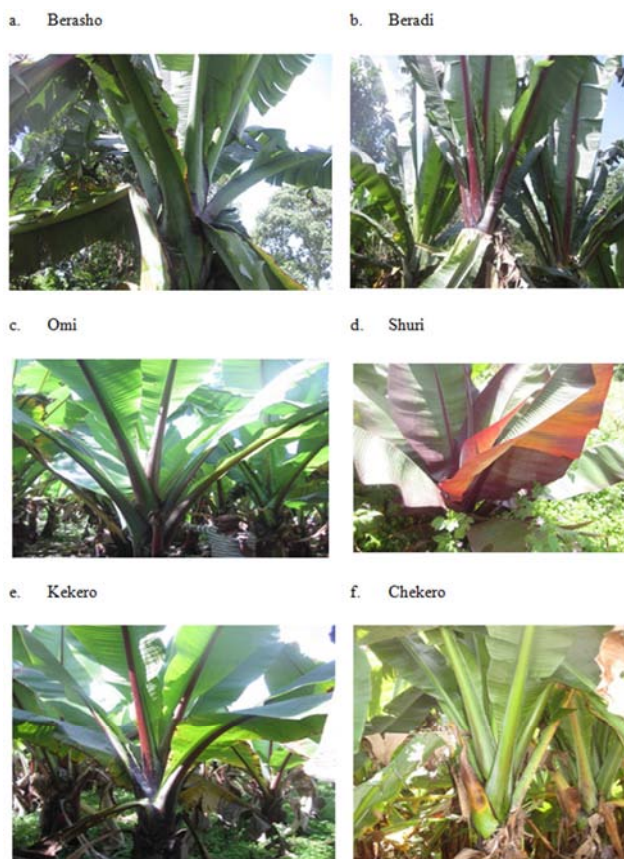 a. Berasho
b. Beradi
c. Omi
d. Shuri
e. Kekero
f. Chekero